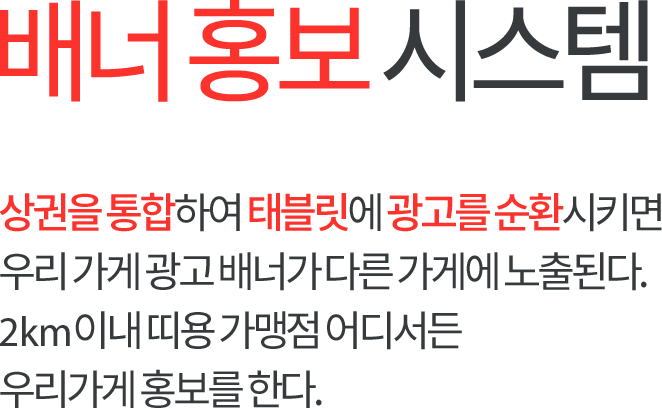 배너 홍보 시스템
상권을 통합하여 태블릿에 광고를 순환시키면
우리 가게 광고 배너가 다른 가게에 노출된다.
2km이내 띠용 가맹점 어디서든
우리가게 홍보를 한다.